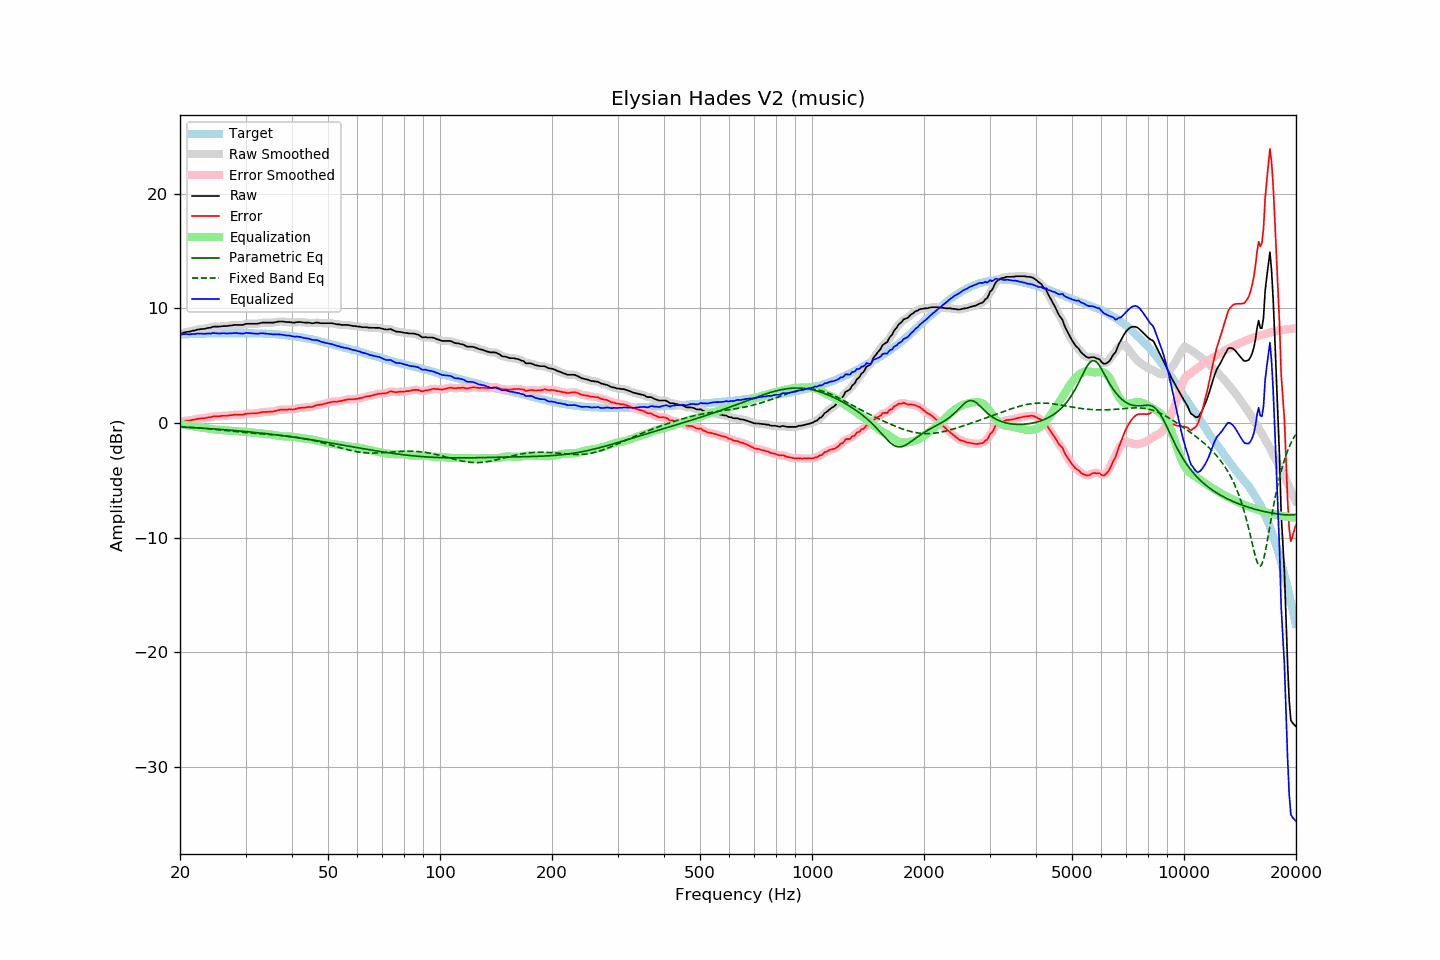 Elysian Hades V2 (music)
Target
Raw Smoothed
Error Smoothed
Raw
Error
Equalization
Parametric Eq
Fixed Band Eq
Equalized
20
10
0
−10
−20
−30
Amplitude (dBr)
20
50
100
200
500
1000
2000
5000
10000
20000
Frequency (Hz)